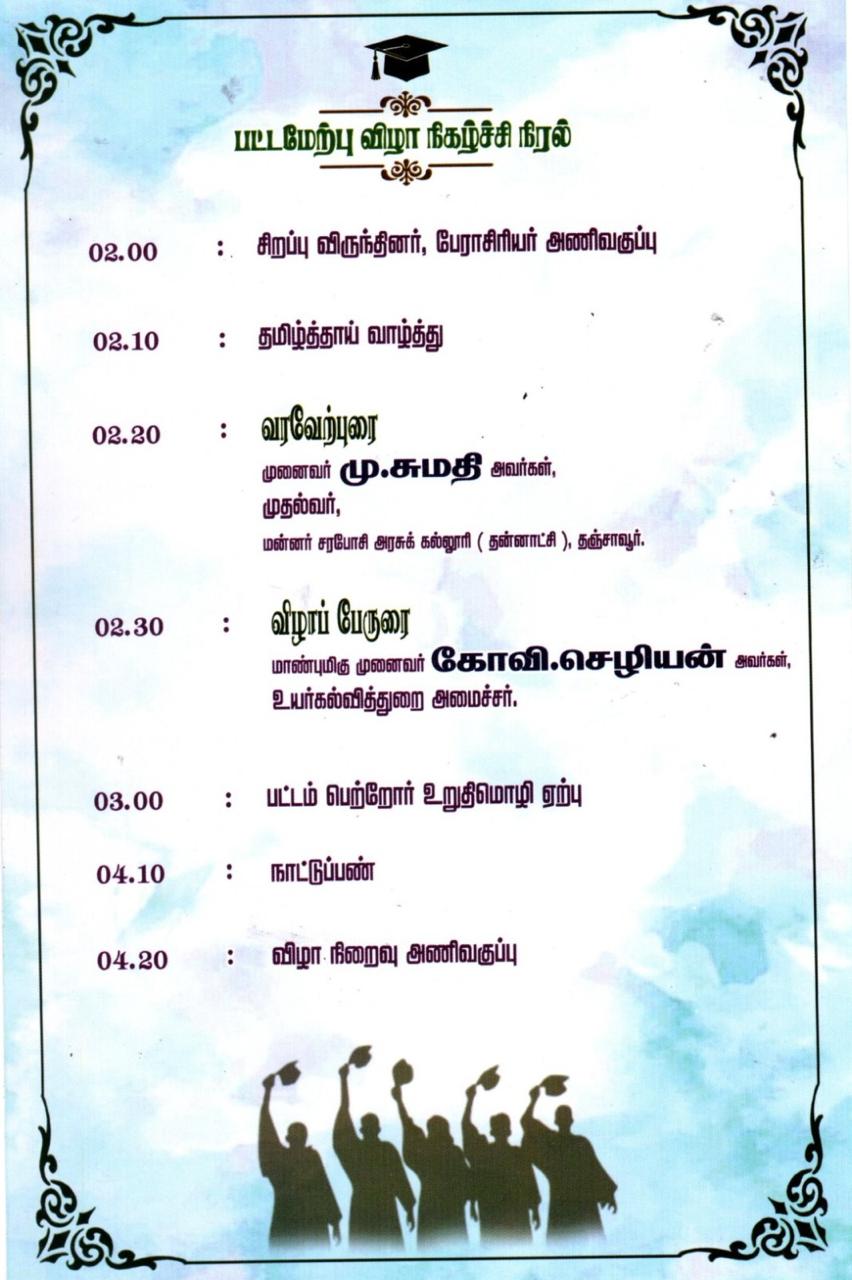 பட்டமேற்பு விழா நிகழ்ச்சி நிரல்
02.00 : சிறப்பு விருந்தினர், பேராசிரியர் அணிவகுப்பு
02.10 : தமிழ்த்தாய் வாழ்த்து
02.20 : வரவேற்புரை
முனைவர் மு.சுமதி அவர்கள்,
முதல்வர்,
மன்னர் சரபோசி அரசுக் கல்லூரி ( தன்னாட்சி ), தஞ்சாவூர்.
02.30 : விழாப் பேருரை
மாண்புமிகு முனைவர் கோவி.செழியன் அவர்கள்,
உயர்கல்வித்துறை அமைச்சர்.
03.00 : பட்டம் பெற்றோர் உறுதிமொழி ஏற்பு
04.10 : நாட்டுப்பண்
04.20 : விழா நிறைவு அணிவகுப்பு